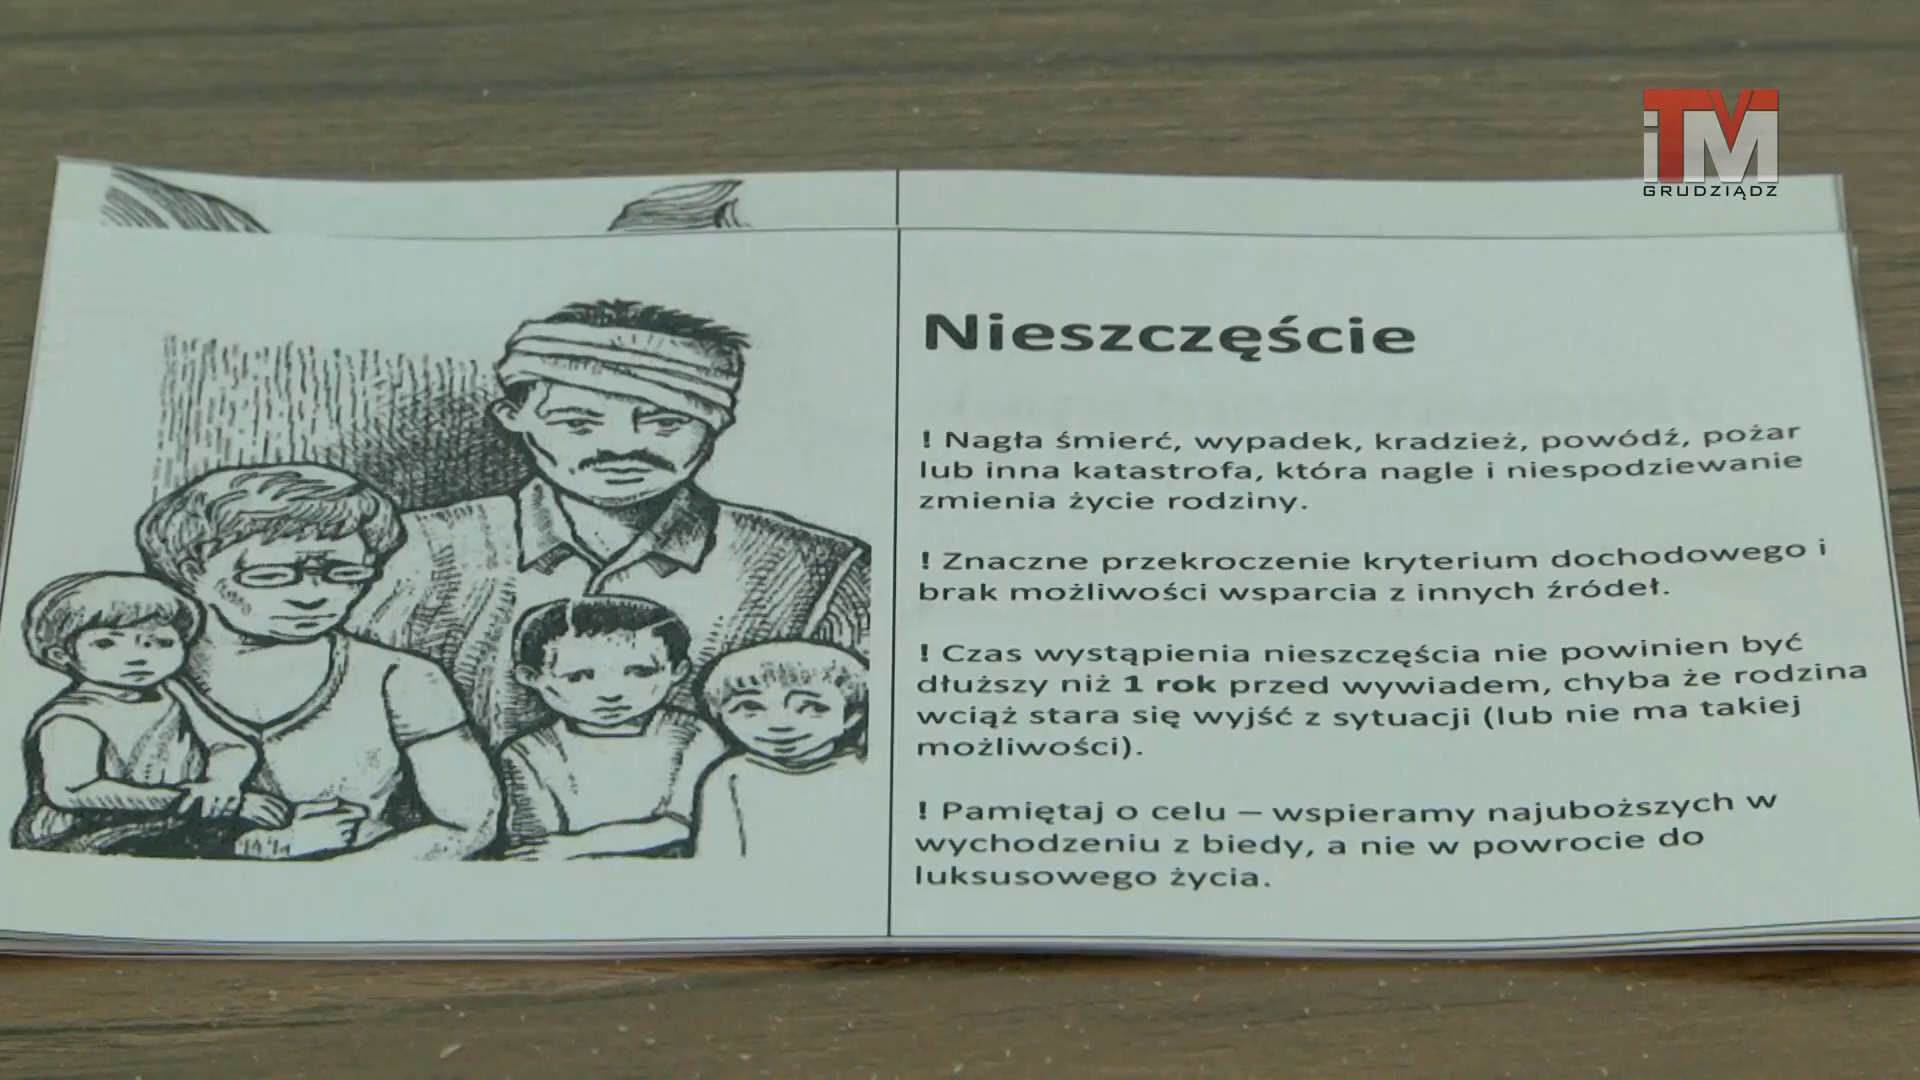 iTVM
GRUDZIĄDZ
Nieszczęście
! Nagła śmierć, wypadek, kradzież, powódź, pożar
lub inna katastrofa, która nagle i niespodziewanie
zmienia życie rodziny.
! Znaczne przekroczenie kryterium dochodowego i
brak możliwości wsparcia z innych źródeł.
! Czas wystąpienia nieszczęścia nie powinien być
dłuższy niż 1 rok przed wywiadem, chyba że rodzina
wciąż stara się wyjść z sytuacji (lub nie ma takiej
możliwości).
! Pamiętaj o celu – wspieramy najuboższych w
wychodzeniu z biedy, a nie w powrocie do
luksusowego życia.